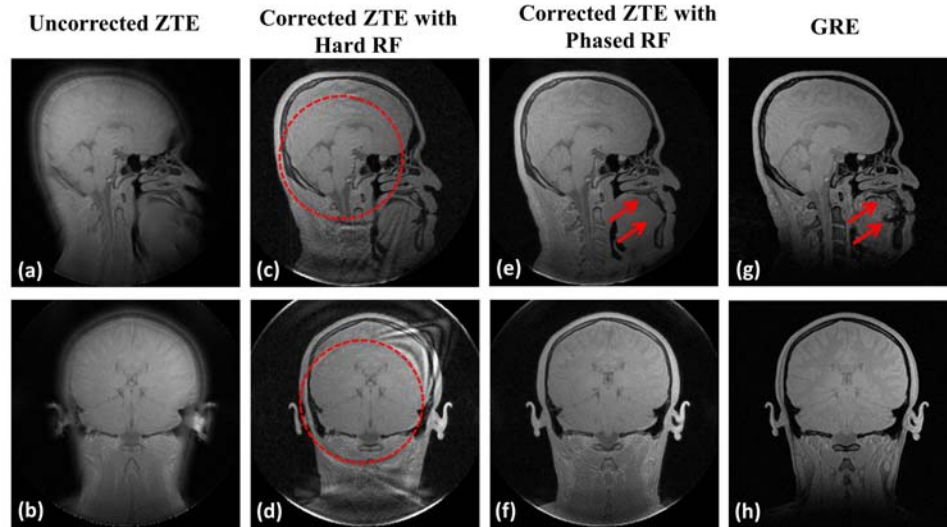 Uncorrected ZTE
Corrected ZTE with
Hard RF
Corrected ZTE with
Phased RF
GRE
(a)
(c)
(e)
(g)
(b)
(d)
(f)
(h)